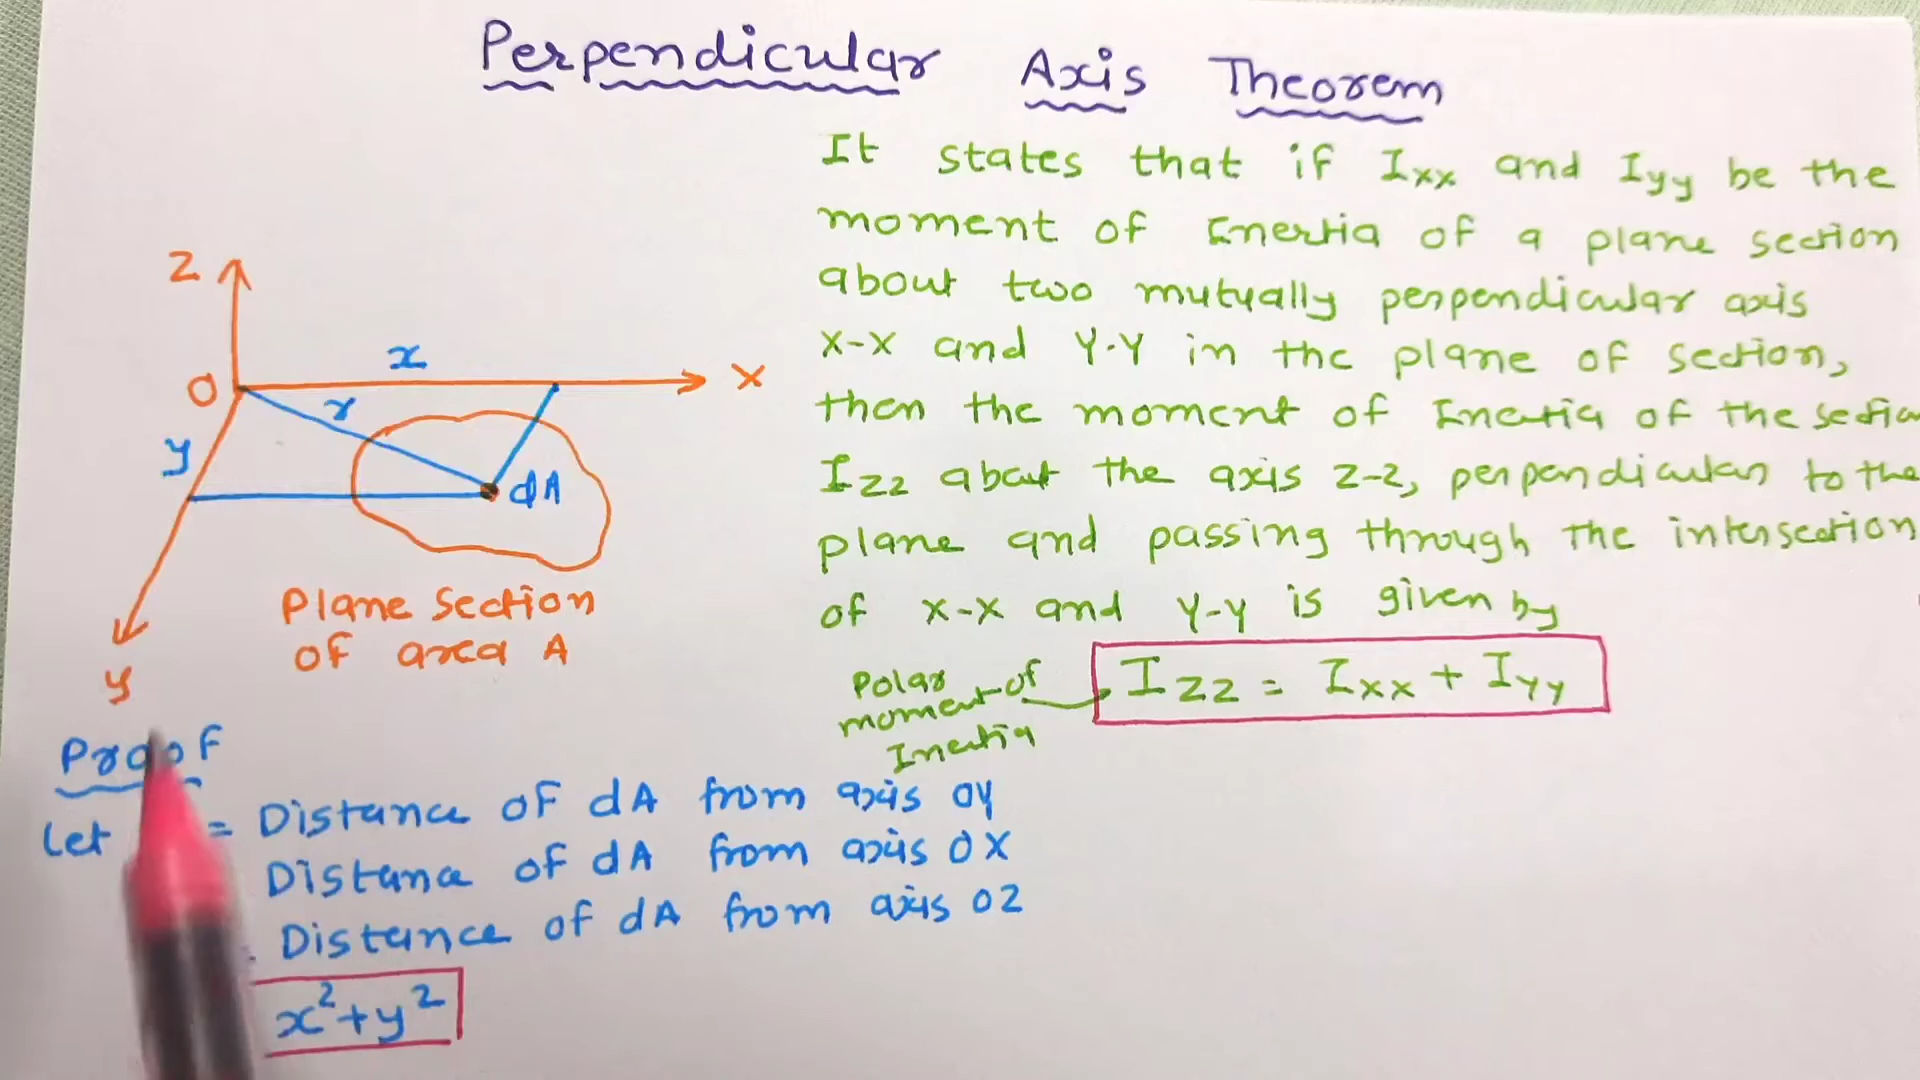 Perpendicular Axis Theorem
It states that if Ixx and Iyy be the
moment of Inertia of a plane section
about two mutually perpendicular axis
X-X and Y-Y in the plane of section,
then the moment of Inertia of the section
Izz about the axis z-z, perpendicular to the
plane and passing through the intersection
of X-X and Y-Y is given by
Izz = Ixx + Iyy
Polar
moment of
Inertia
Z
x
O
X
r
y
dA
Plane Section
of area A
y
Proof
Let = Distance of dA from axis OY
Distance of dA from axis OX
Distance of dA from axis OZ
x²+y²